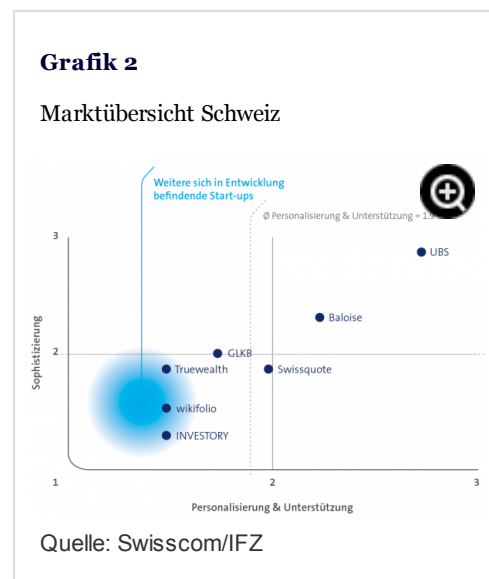 Grafik 2
Marktübersicht Schweiz
Weitere sich in Entwicklung
befindende Start-ups
Ø Personalisierung & Unterstützung = 1.9
3
UBS
Baloise
Sophistizierung
2
GLKB
Truewealth
Swissquote
wikifolio
INVESTORY
1
2
3
Personalisierung & Unterstützung
Quelle: Swisscom/IFZ